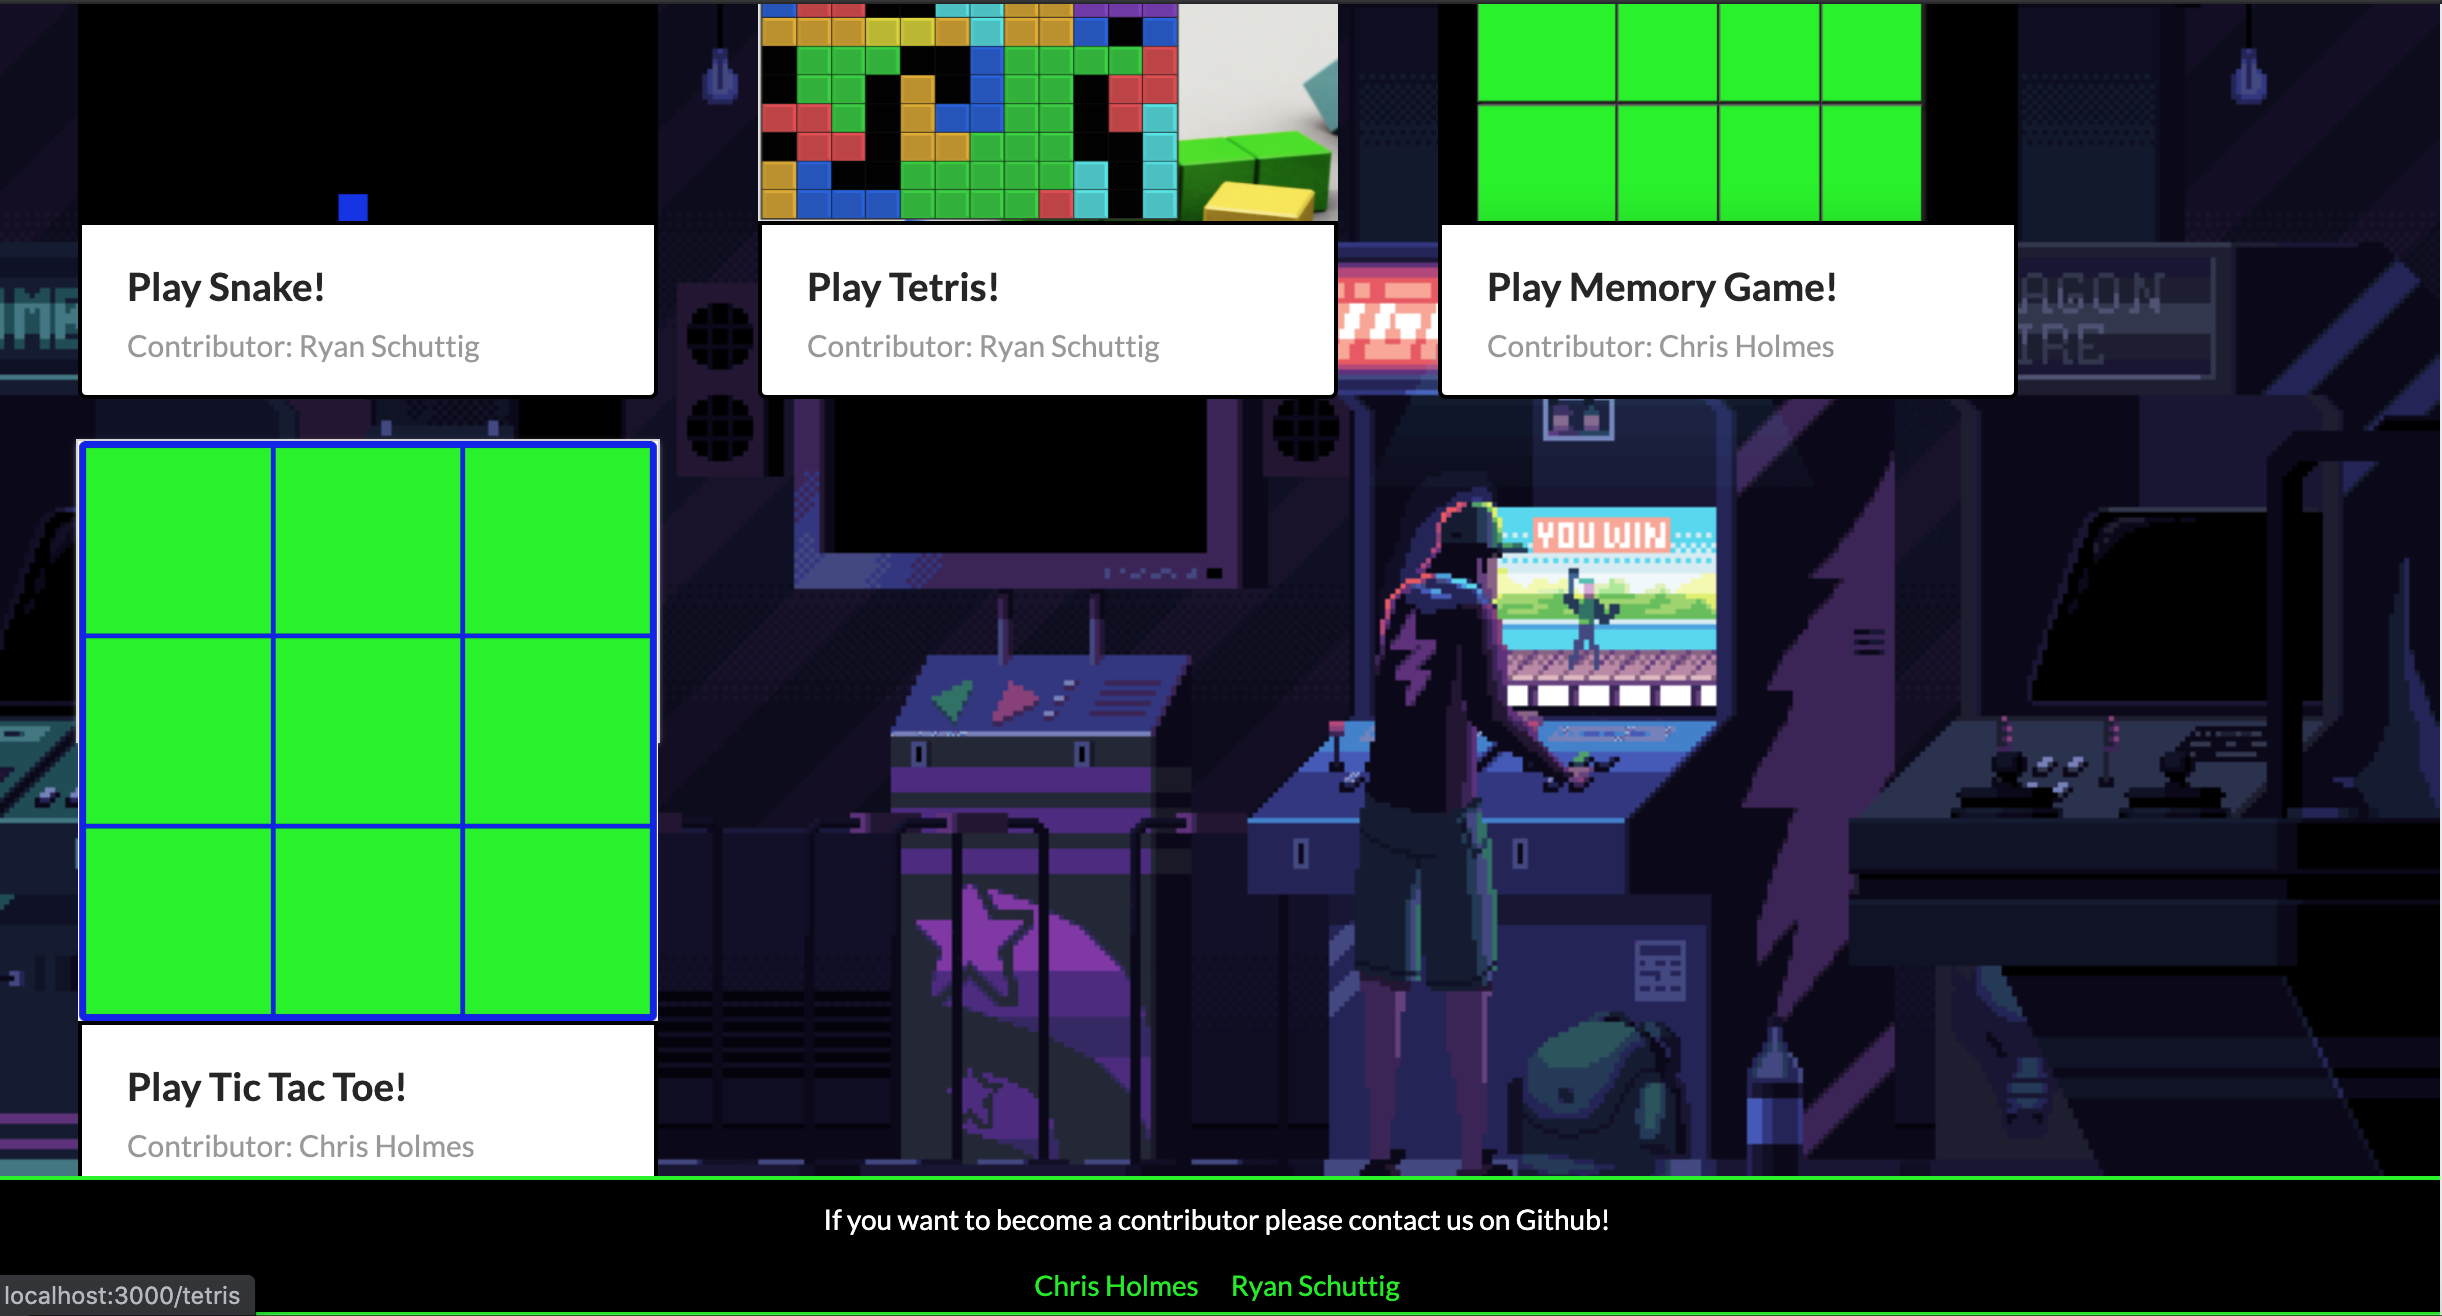 Play Snake!
Contributor: Ryan Schuttig
Play Tetris!
Contributor: Ryan Schuttig
Play Memory Game!
Contributor: Chris Holmes
AGON
IRE
YOU WIN
Play Tic Tac Toe!
Contributor: Chris Holmes
If you want to become a contributor please contact us on Github!
Chris Holmes Ryan Schuttig
localhost:3000/tetris